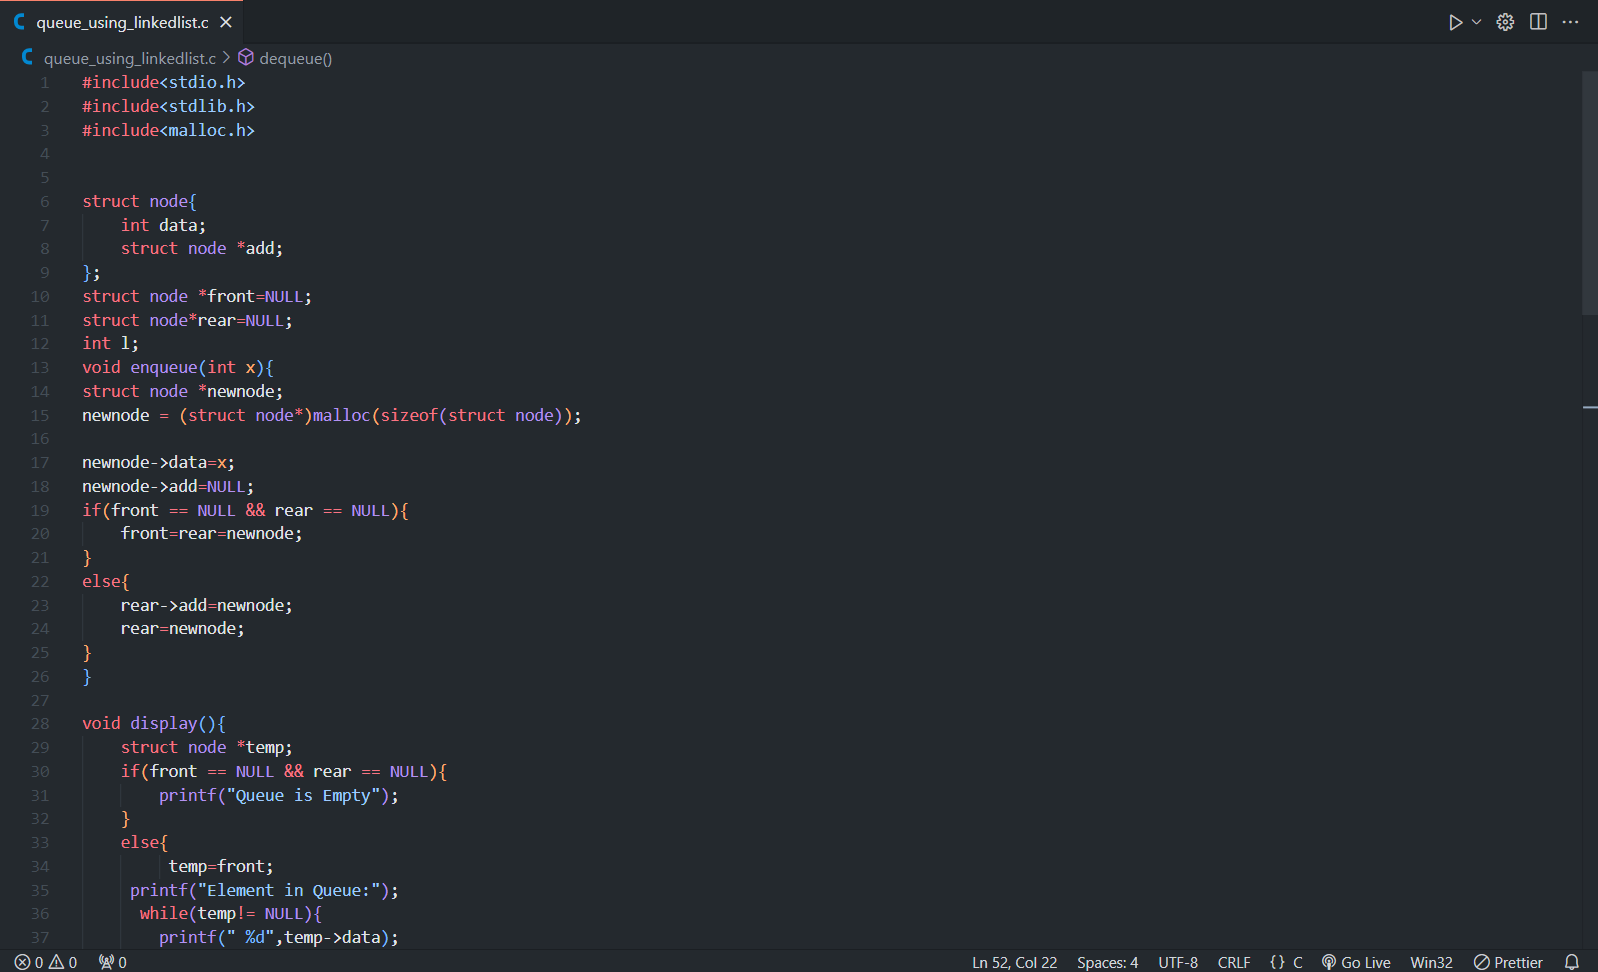 queue_using_linkedlist.c
queue_using_linkedlist.c > dequeue()
1 #include<stdio.h>
2 #include<stdlib.h>
3 #include<malloc.h>
4
5
6 struct node{
7     int data;
8     struct node *add;
9 };
10 struct node *front=NULL;
11 struct node*rear=NULL;
12 int l;
13 void enqueue(int x){
14 struct node *newnode;
15 newnode = (struct node*)malloc(sizeof(struct node));
16
17 newnode->data=x;
18 newnode->add=NULL;
19 if(front == NULL && rear == NULL){
20     front=rear=newnode;
21 }
22 else{
23     rear->add=newnode;
24     rear=newnode;
25 }
26 }
27
28 void display(){
29     struct node *temp;
30     if(front == NULL && rear == NULL){
31         printf("Queue is Empty");
32     }
33     else{
34          temp=front;
35      printf("Element in Queue:");
36       while(temp!= NULL){
37         printf(" %d",temp->data);
0 0 0 Ln 52, Col 22 Spaces: 4 UTF-8 CRLF {} C Go Live Win32 Prettier